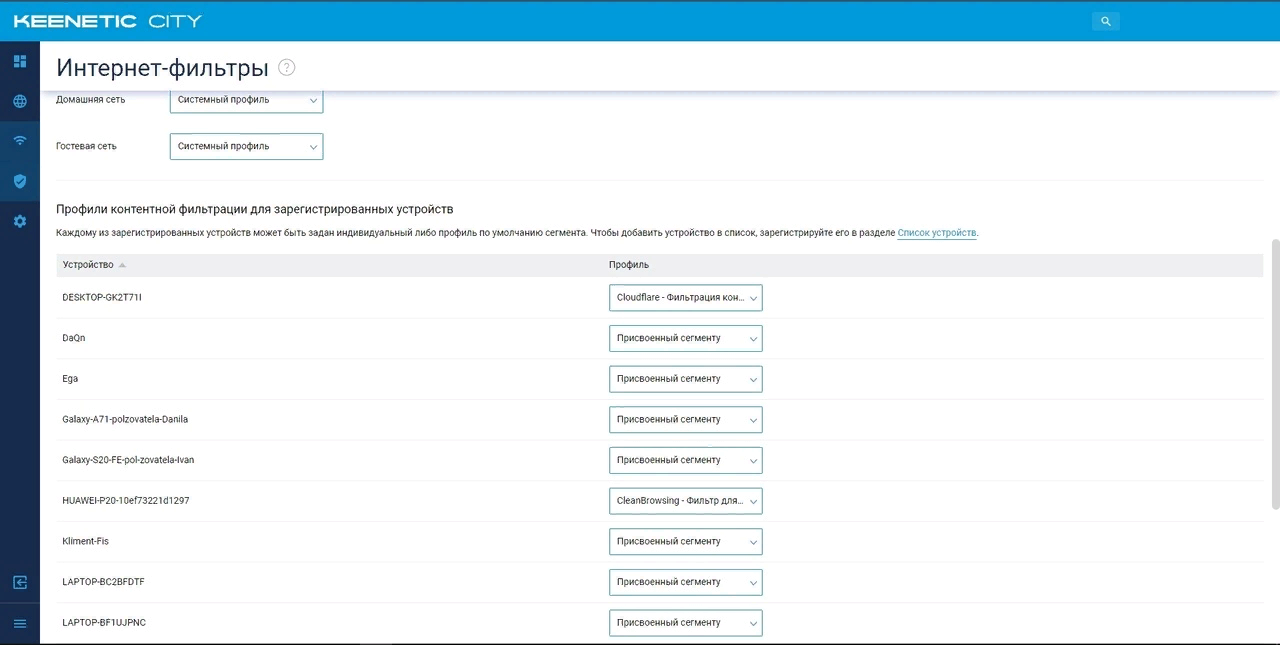 KEENETIC CITY
Интернет-фильтры ?
Домашняя сеть Системный профиль
Гостевая сеть Системный профиль
Профили контентной фильтрации для зарегистрированных устройств
Каждому из зарегистрированных устройств может быть задан индивидуальный либо профиль по умолчанию сегмента. Чтобы добавить устройство в список, зарегистрируйте его в разделе Список устройств.
Устройство Профиль
DESKTOP-GK2T71I Cloudflare - Фильтрация кон...
DaQn Присвоенный сегменту
Ega Присвоенный сегменту
Galaxy-A71-polzovatela-Danila Присвоенный сегменту
Galaxy-S20-FE-pol-zovatela-Ivan Присвоенный сегменту
HUAWEI-P20-10ef73221d1297 CleanBrowsing - Фильтр для...
Kliment-Fis Присвоенный сегменту
LAPTOP-BC2BFDTF Присвоенный сегменту
LAPTOP-BF1UJPNC Присвоенный сегменту